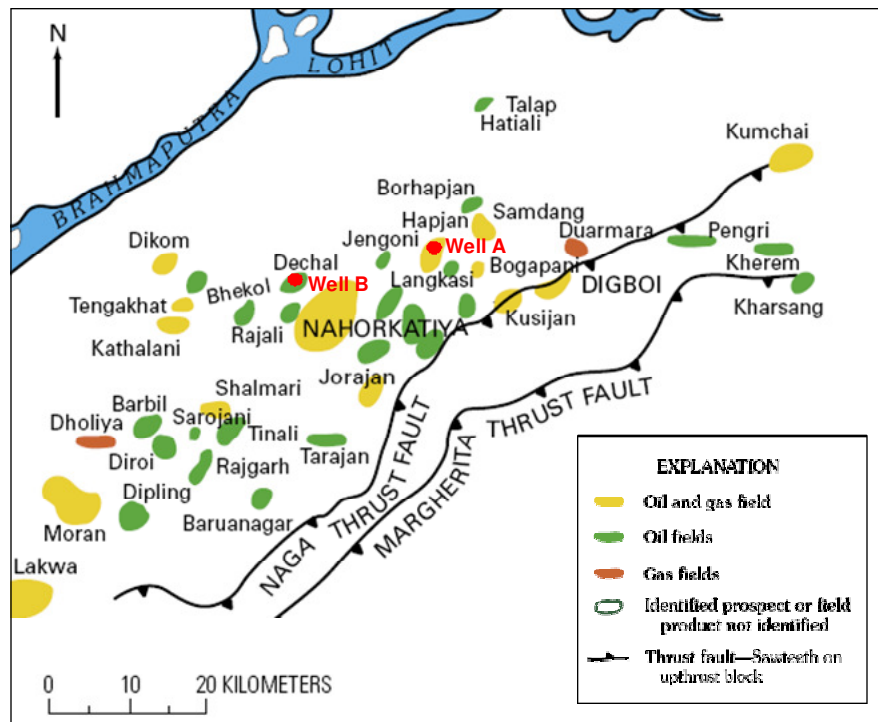 N
BRAHMAPUTRA
LOHIT
Talap
Hatiali
Kumchai
Borhapjan
Hapjan
Samdang
Duarmara
Pengri
Jengoni
Well A
Dikom
Dechal
Well B
Langkasi
Bogapani
DIGBOI
Kherem
Kharsang
Bhekol
Tengakhat
Rajali
NAHORKATIYA
Kusijan
Kathalani
Jorajan
Shalmari
Barbil
Sarojani
Dholiya
Tinali
Tarajan
Diroi
Rajgarh
Dipling
Baruanagar
Moran
Lakwa
NAGA THRUST FAULT
MARGHERITA THRUST FAULT
EXPLANATION
Oil and gas field
Oil fields
Gas fields
Identified prospect or field
product not identified
Thrust fault—Sawteeth on
upthrust block
0 10 20 KILOMETERS